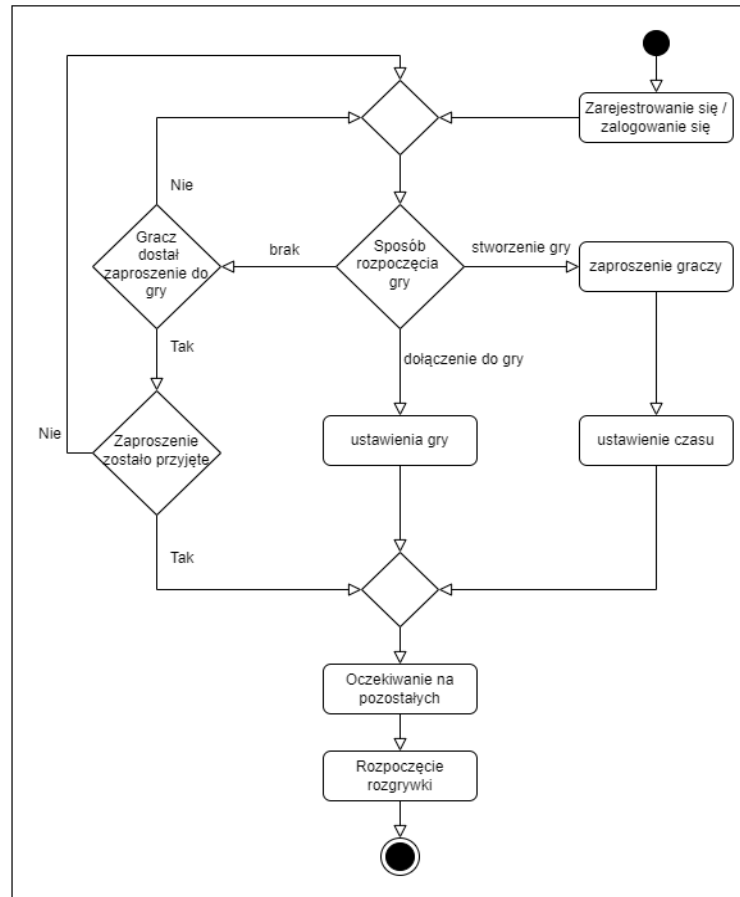 Zarejestrowanie się /
zalogowanie się
Nie
Gracz
dostał
zaproszenie do
gry
brak
Sposób
rozpoczęcia
gry
stworzenie gry
zaproszenie graczy
Tak
dołączenie do gry
Nie
Zaproszenie
zostało przyjęte
ustawienia gry
ustawienie czasu
Tak
Oczekiwanie na
pozostałych
Rozpoczęcie
rozgrywki